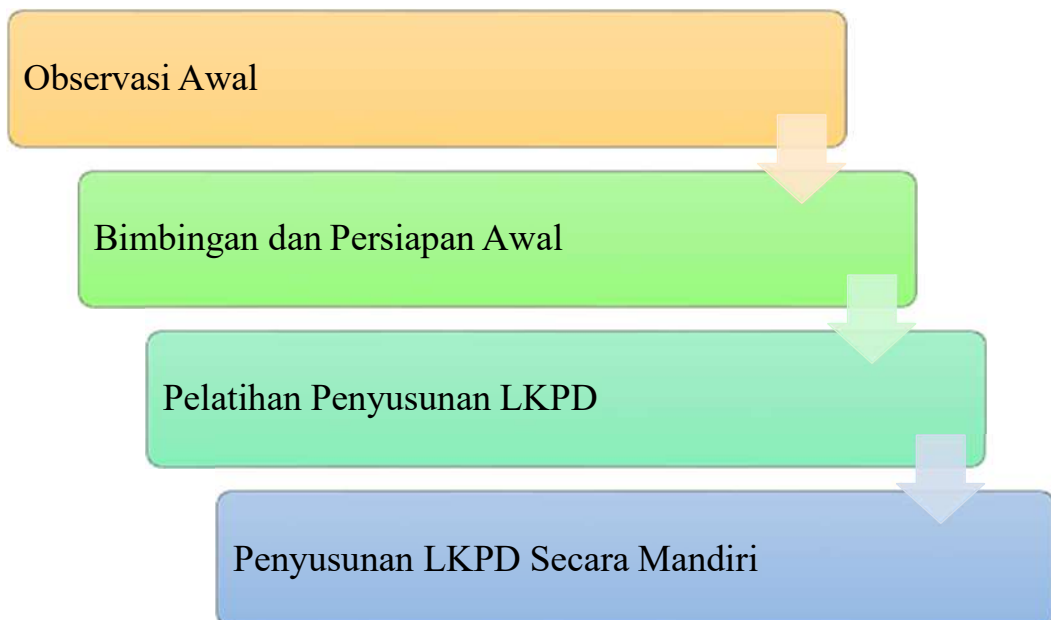 Observasi Awal
Bimbingan dan Persiapan Awal
Pelatihan Penyusunan LKPD
Penyusunan LKPD Secara Mandiri